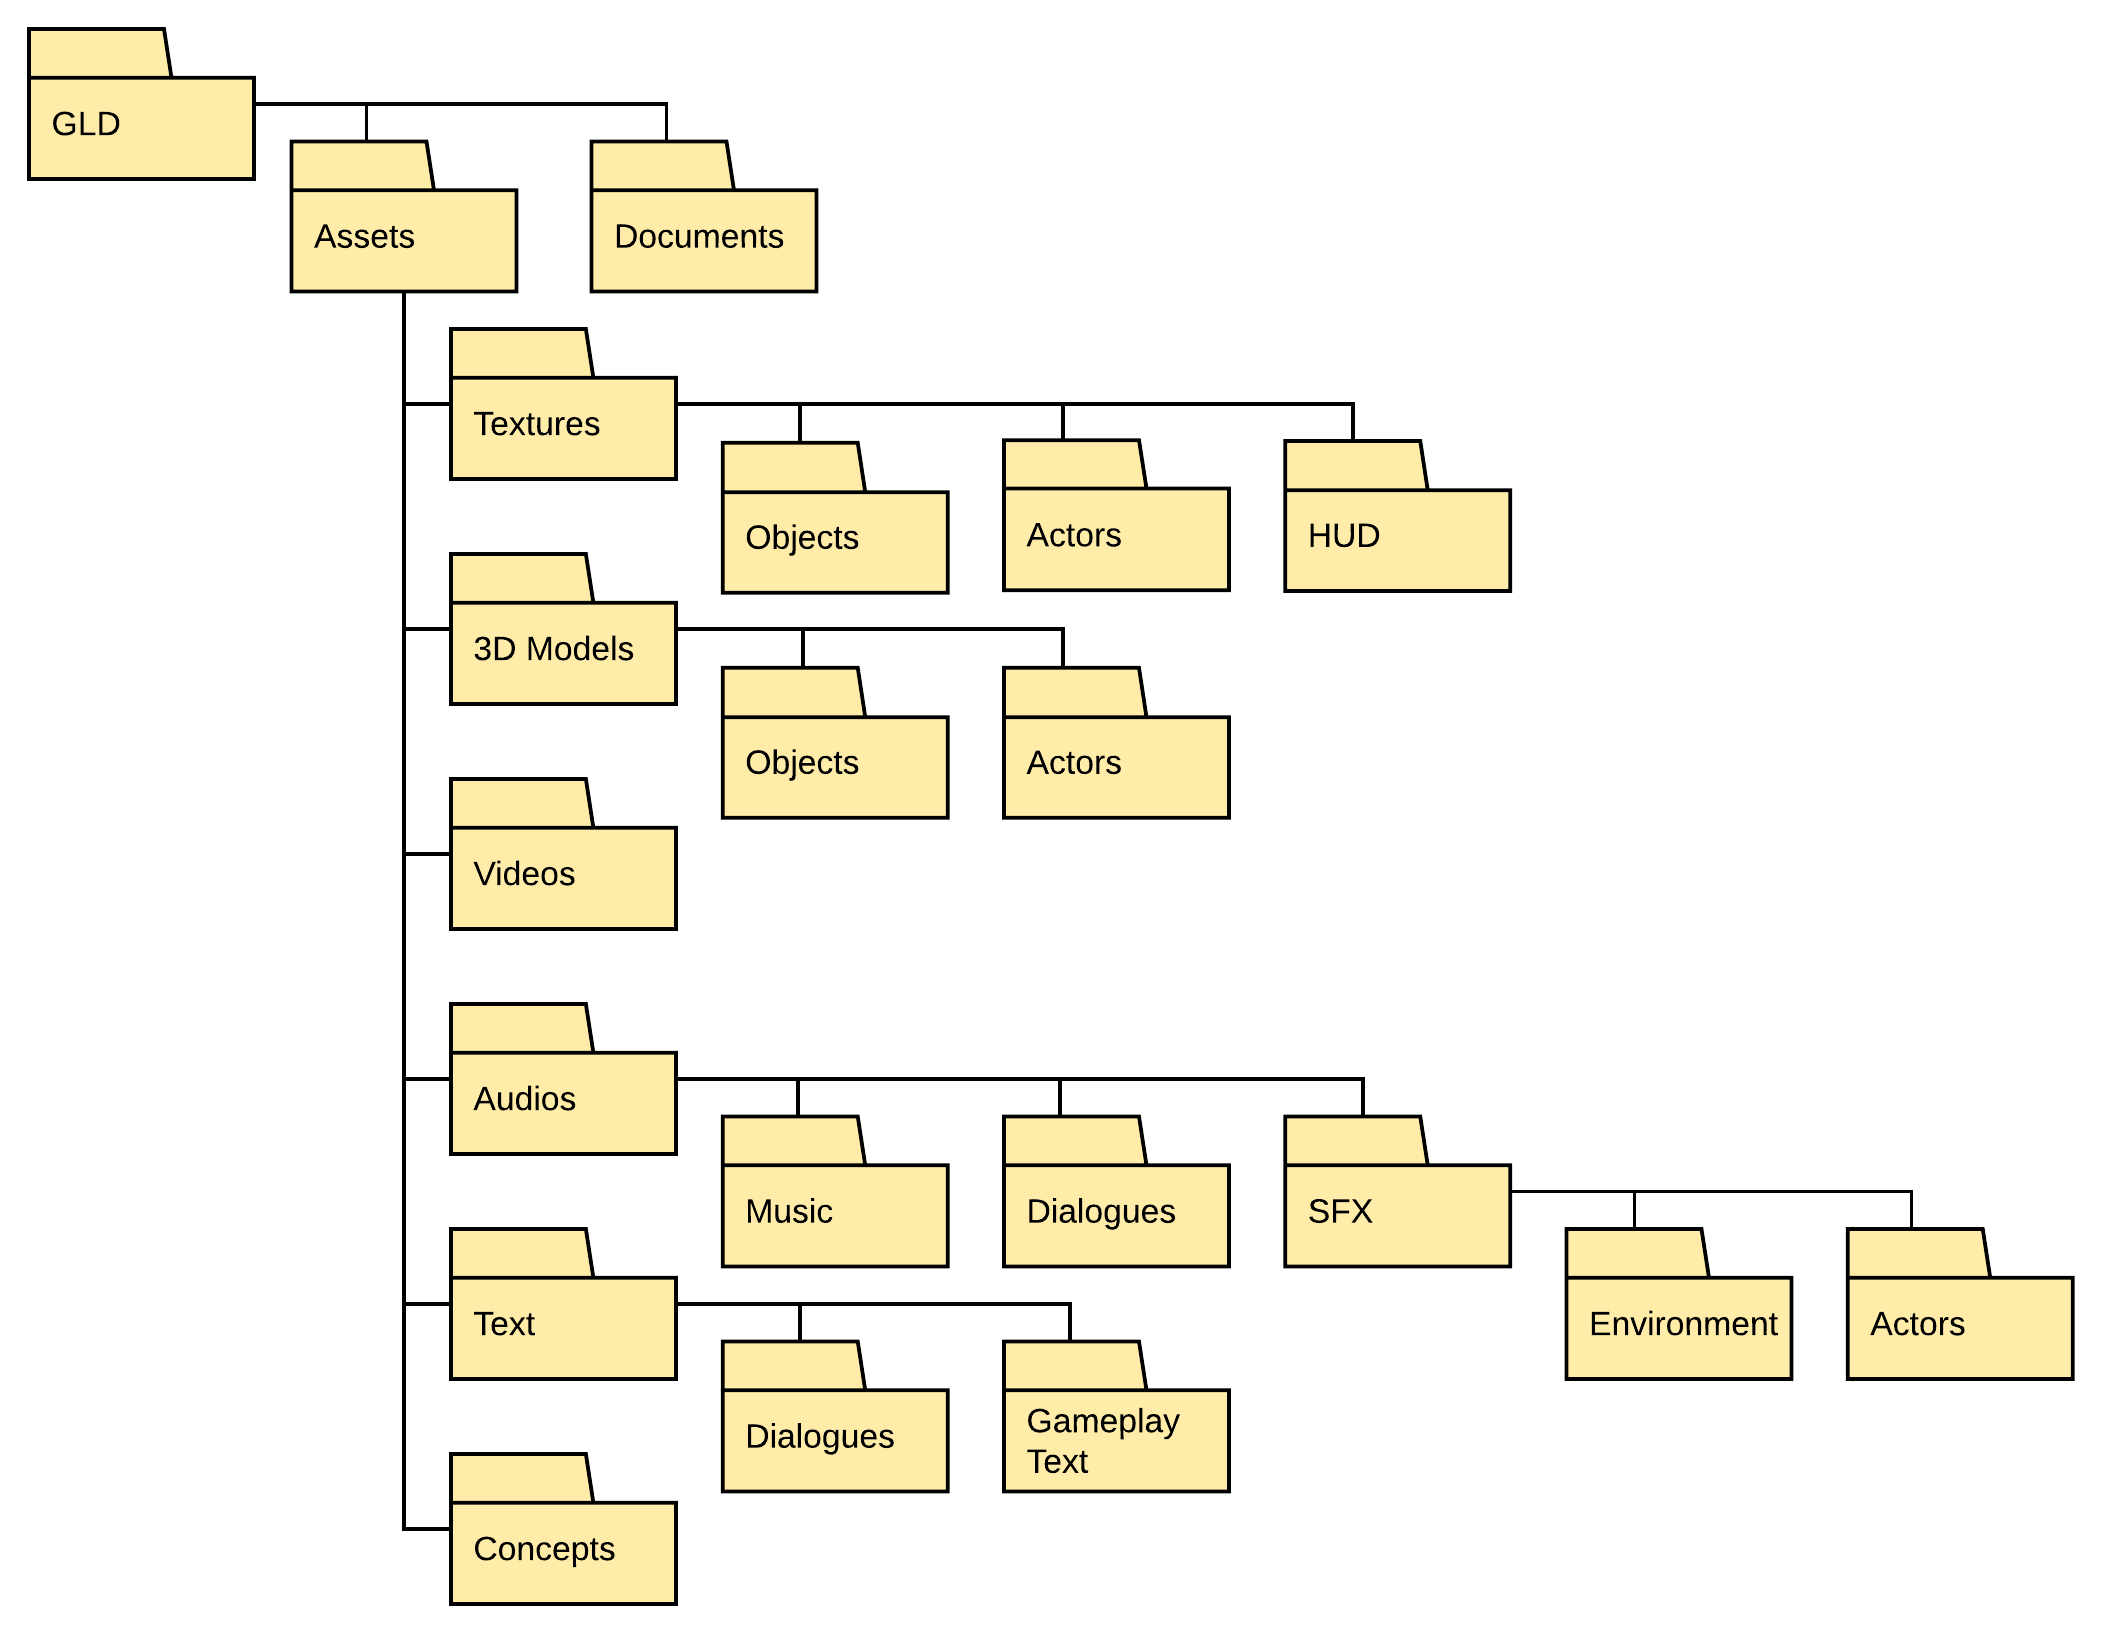 GLD
Assets
Documents
Textures
Objects
Actors
HUD
3D Models
Objects
Actors
Videos
Audios
Music
Dialogues
SFX
Environment
Actors
Text
Dialogues
Gameplay
Text
Concepts